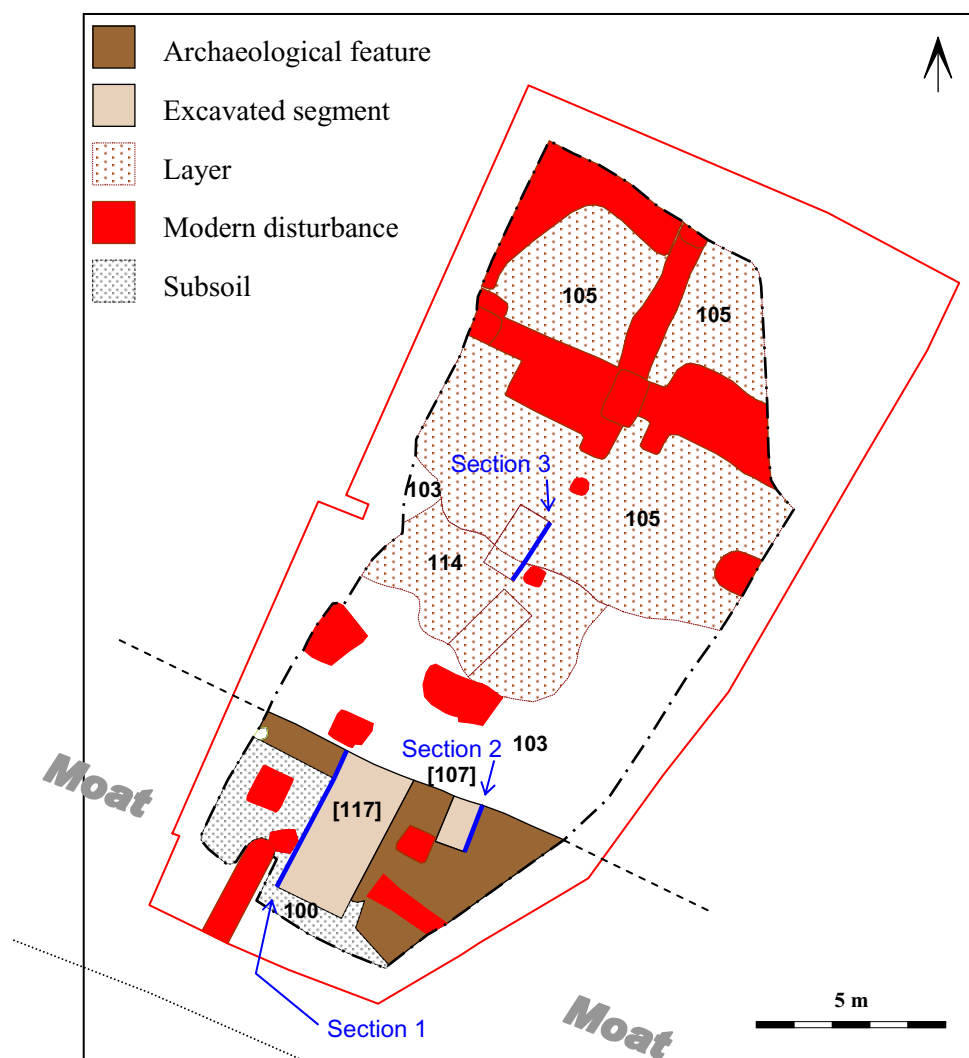 Archaeological feature
Excavated segment
Layer
Modern disturbance
Subsoil
105
105
Section 3
103
105
114
103
Section 2
[107]
Moat
[117]
100
Section 1
Moat
5 m